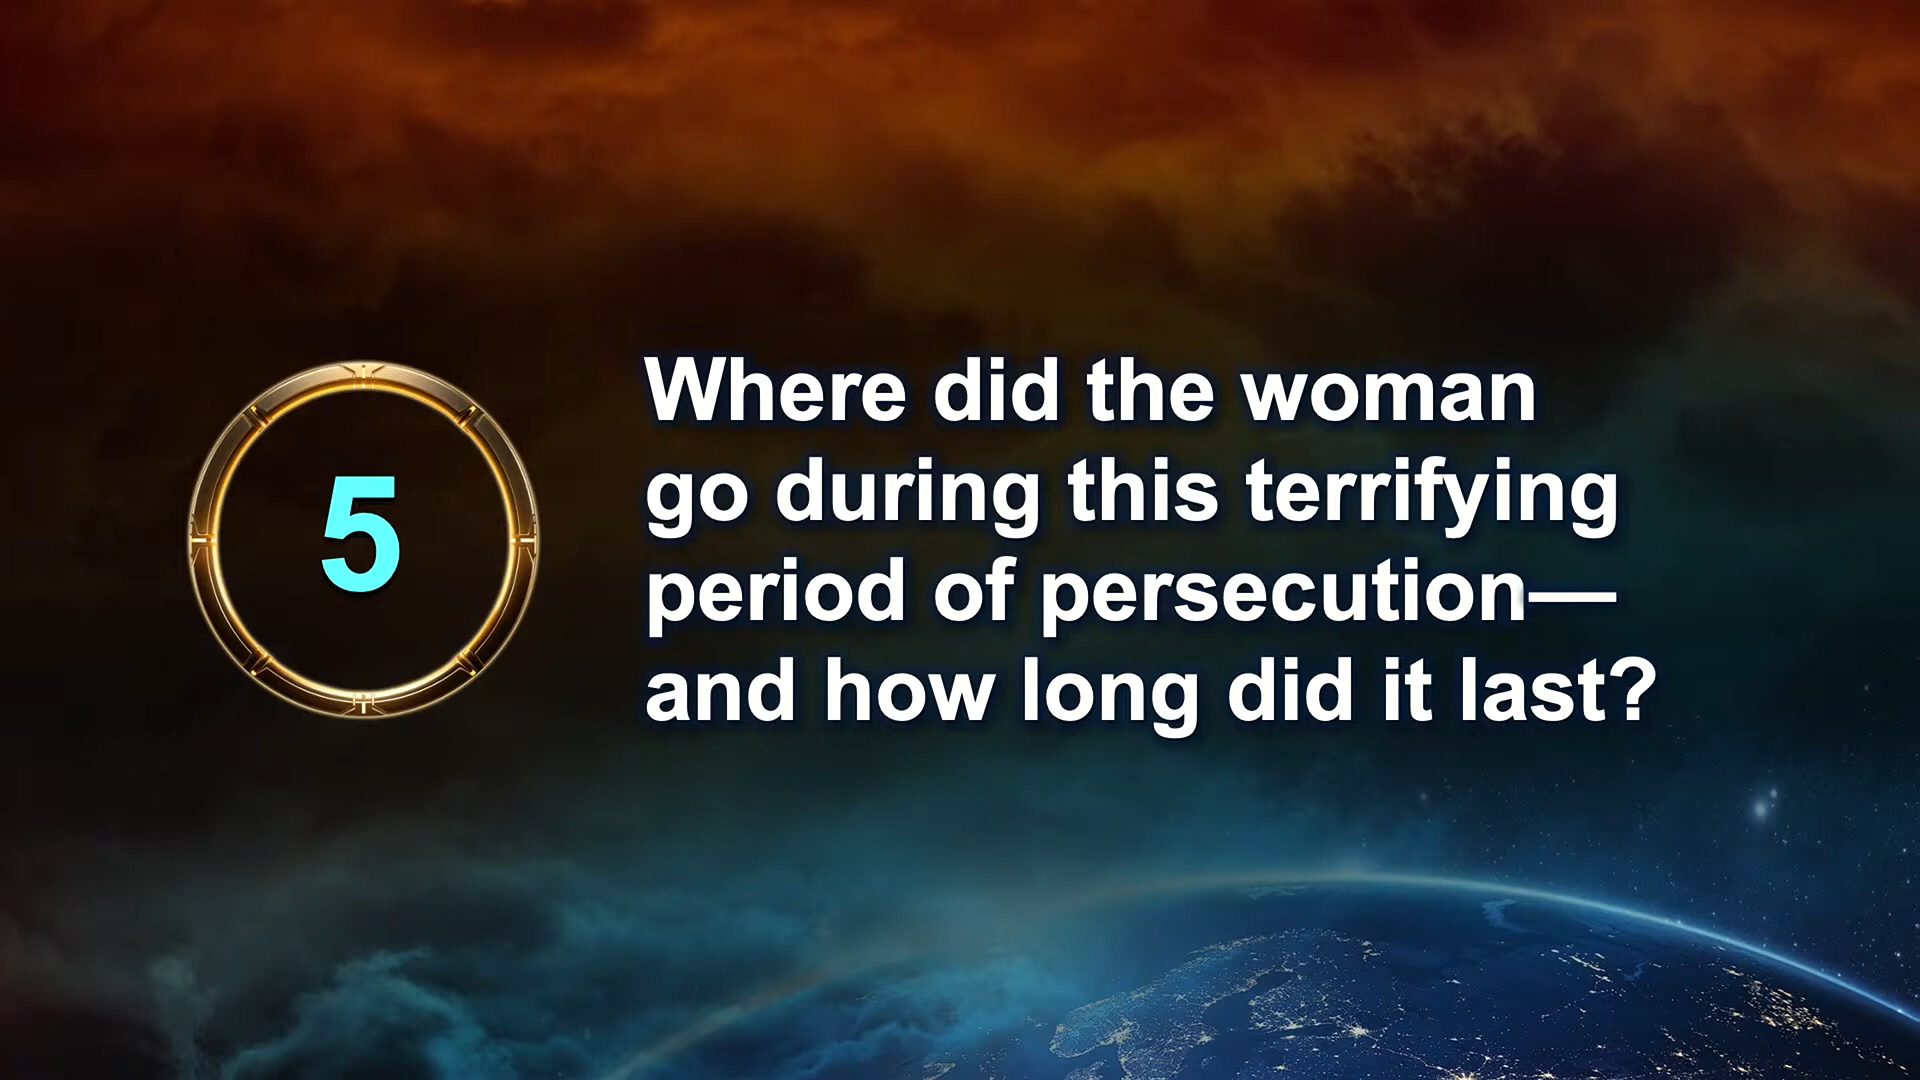 5
Where did the woman
go during this terrifying
period of persecution—
and how long did it last?